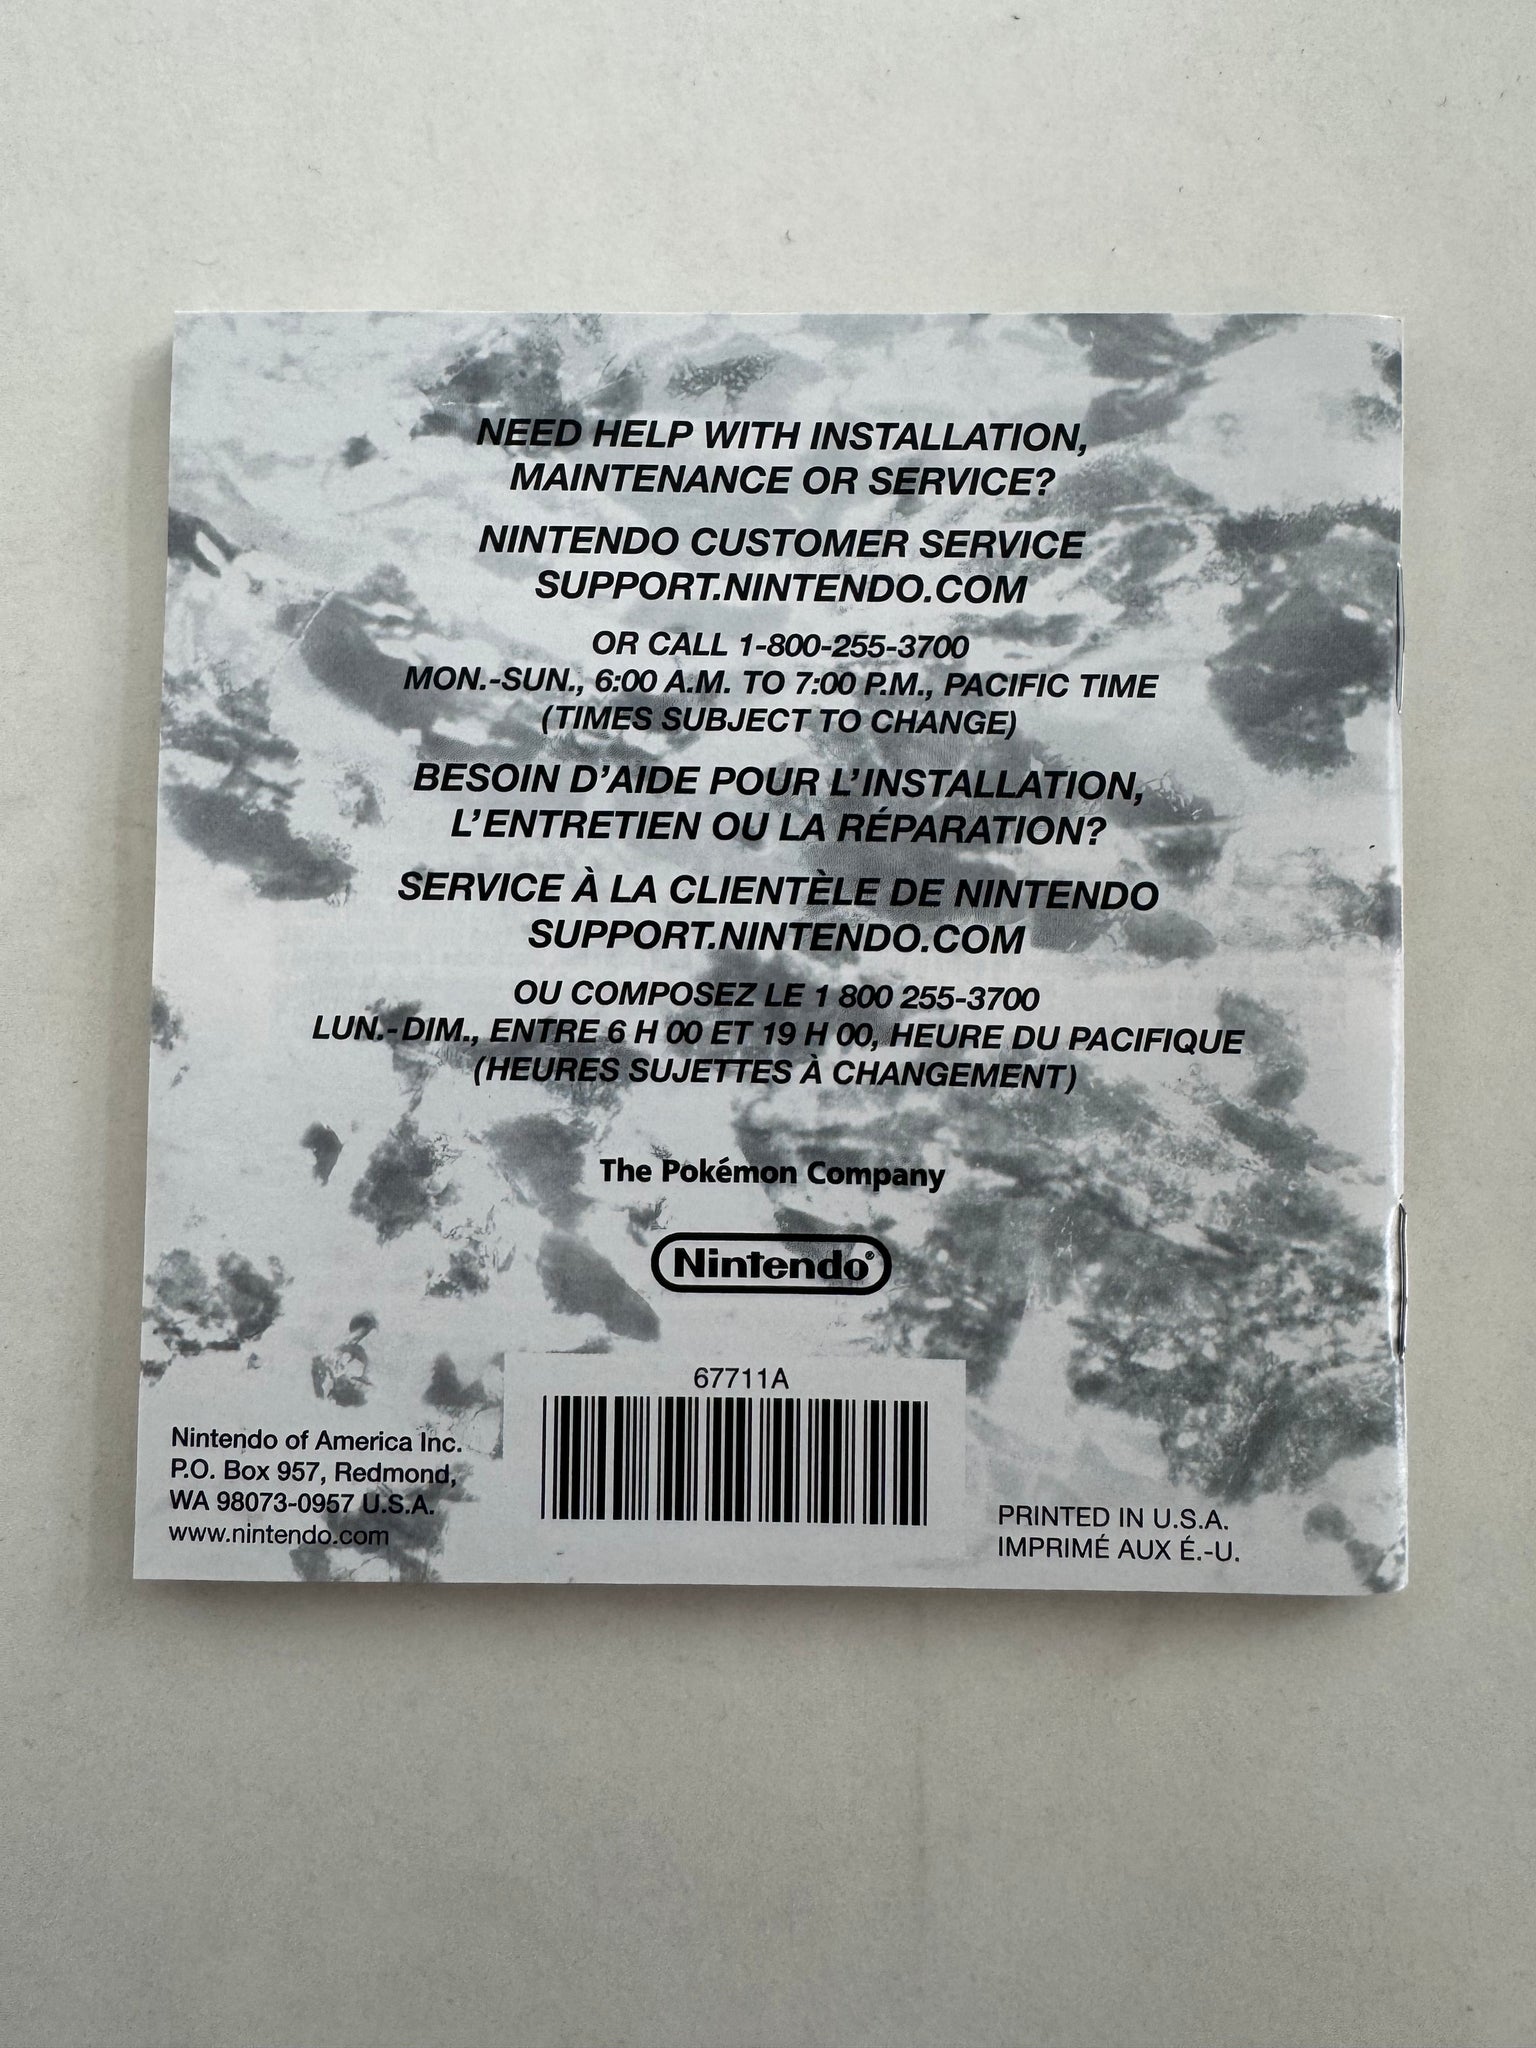 NEED HELP WITH INSTALLATION,
MAINTENANCE OR SERVICE?
NINTENDO CUSTOMER SERVICE
SUPPORT.NINTENDO.COM
OR CALL 1-800-255-3700
MON.-SUN., 6:00 A.M. TO 7:00 P.M., PACIFIC TIME
(TIMES SUBJECT TO CHANGE)
BESOIN D’AIDE POUR L’INSTALLATION,
L’ENTRETIEN OU LA RÉPARATION?
SERVICE À LA CLIENTÈLE DE NINTENDO
SUPPORT.NINTENDO.COM
OU COMPOSEZ LE 1 800 255-3700
LUN.-DIM., ENTRE 6 H 00 ET 19 H 00, HEURE DU PACIFIQUE
(HEURES SUJETTES À CHANGEMENT)
The Pokémon Company
Nintendo®
67711A
Nintendo of America Inc.
P.O. Box 957, Redmond,
WA 98073-0957 U.S.A.
www.nintendo.com
PRINTED IN U.S.A.
IMPRIMÉ AUX É.-U.